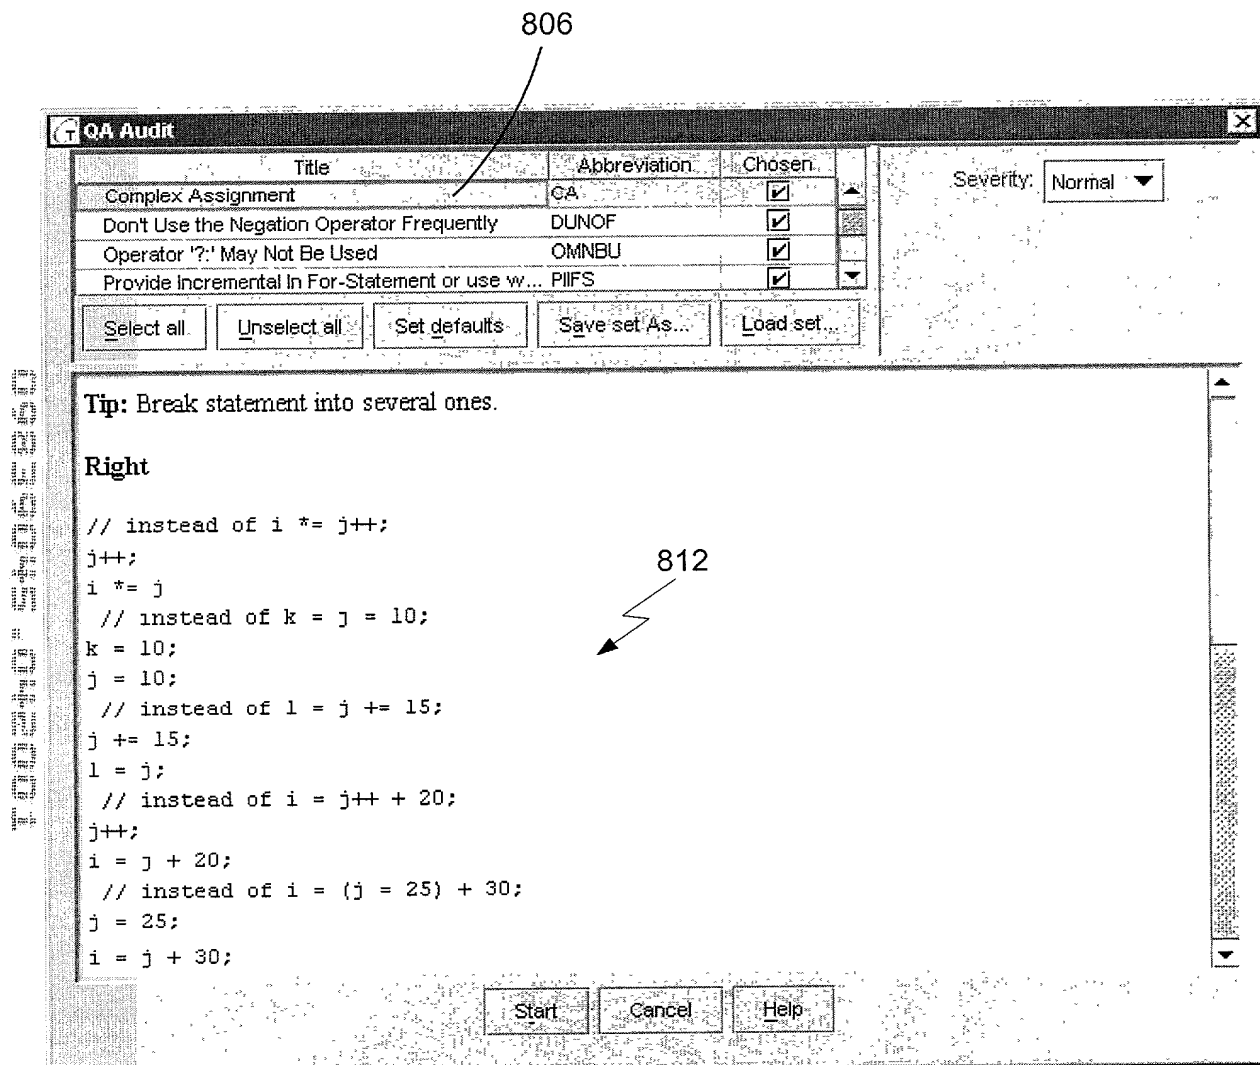 806
QA Audit
Title Abbreviation Chosen
Complex Assignment CA
Don't Use the Negation Operator Frequently DUNOF
Operator '?:' May Not Be Used OMNBU
Provide Incremental In For-Statement or use w... PIIFS
Severity: Normal
Select all Unselect all Set defaults Save set As... Load set...
Tip: Break statement into several ones.
Right
// instead of i *= j++;
j++;
i *= j
// instead of k = j = 10;
k = 10;
j = 10;
// instead of l = j += 15;
j += 15;
l = j;
// instead of i = j++ + 20;
j++;
i = j + 20;
// instead of i = (j = 25) + 30;
j = 25;
i = j + 30;
812
Start Cancel Help